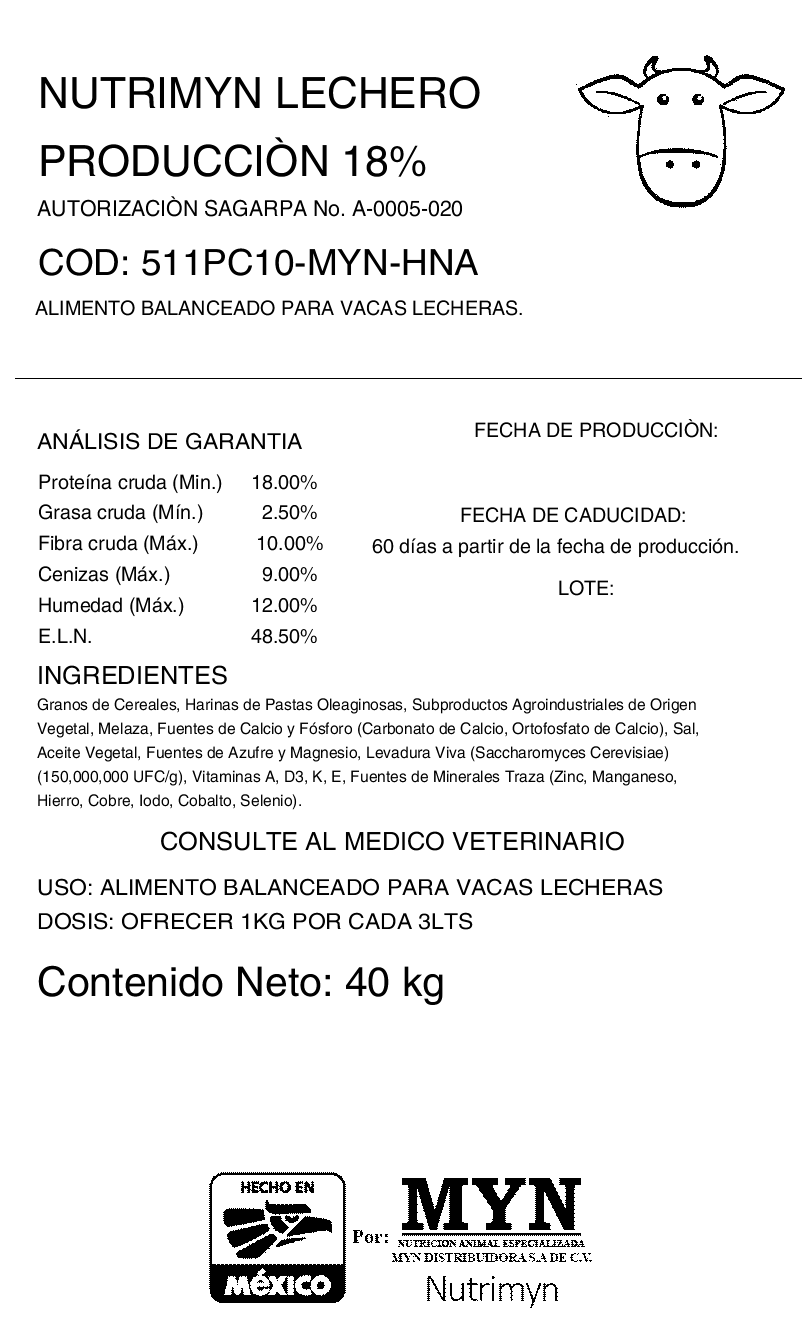 NUTRIMYN LECHERO
PRODUCCIÒN 18%
AUTORIZACIÒN SAGARPA No. A-0005-020
COD: 511PC10-MYN-HNA
ALIMENTO BALANCEADO PARA VACAS LECHERAS.
ANÁLISIS DE GARANTIA
Proteína cruda (Min.) 18.00%
Grasa cruda (Mín.) 2.50%
Fibra cruda (Máx.) 10.00%
Cenizas (Máx.) 9.00%
Humedad (Máx.) 12.00%
E.L.N. 48.50%
FECHA DE PRODUCCIÒN:
FECHA DE CADUCIDAD:
60 días a partir de la fecha de producción.
LOTE:
INGREDIENTES
Granos de Cereales, Harinas de Pastas Oleaginosas, Subproductos Agroindustriales de Origen
Vegetal, Melaza, Fuentes de Calcio y Fósforo (Carbonato de Calcio, Ortofosfato de Calcio), Sal,
Aceite Vegetal, Fuentes de Azufre y Magnesio, Levadura Viva (Saccharomyces Cerevisiae)
(150,000,000 UFC/g), Vitaminas A, D3, K, E, Fuentes de Minerales Traza (Zinc, Manganeso,
Hierro, Cobre, Iodo, Cobalto, Selenio).
CONSULTE AL MEDICO VETERINARIO
USO: ALIMENTO BALANCEADO PARA VACAS LECHERAS
DOSIS: OFRECER 1KG POR CADA 3LTS
Contenido Neto: 40 kg
HECHO EN
MéXICO
Por:
MYN
NUTRICION ANIMAL ESPECIALIZADA
MYN DISTRIBUIDORA S.A DE C.V.
Nutrimyn